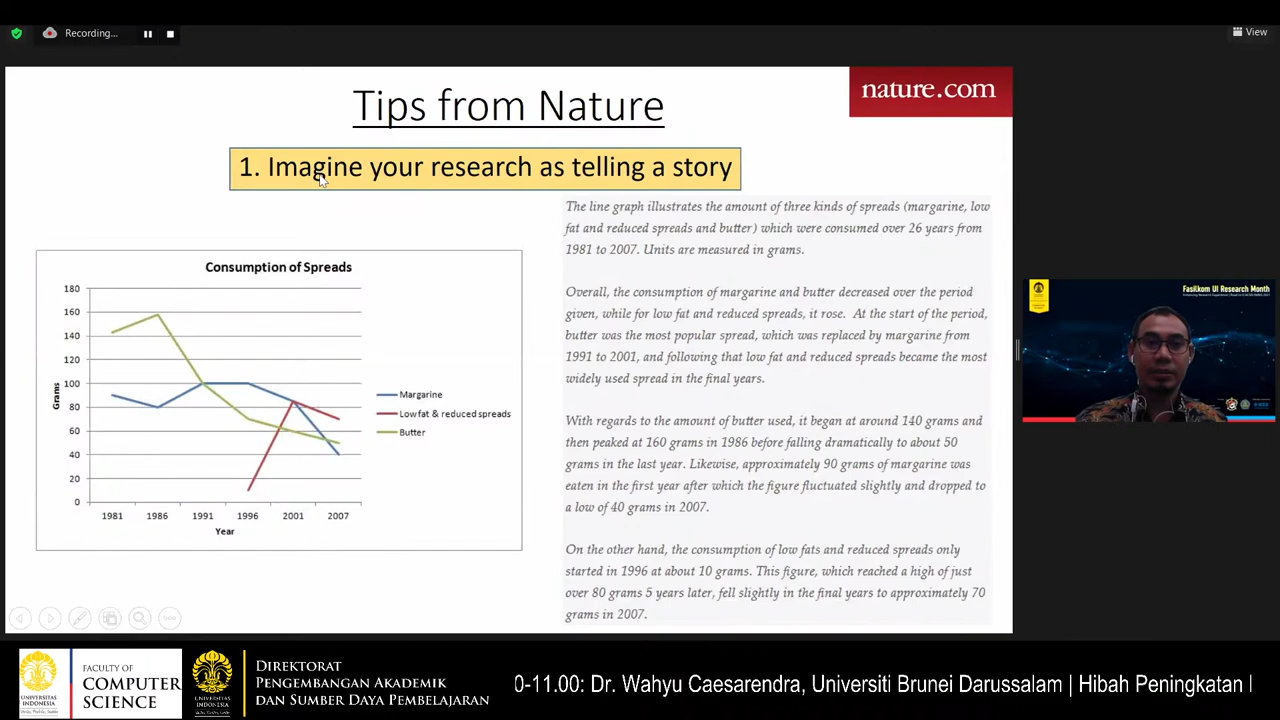 Recording...
View
nature.com
Tips from Nature
1. Imagine your research as telling a story
The line graph illustrates the amount of three kinds of spreads (margarine, low
fat and reduced spreads and butter) which were consumed over 26 years from
1981 to 2007. Units are measured in grams.
Overall, the consumption of margarine and butter decreased over the period
given, while for low fat and reduced spreads, it rose. At the start of the period,
butter was the most popular spread, which was replaced by margarine from
1991 to 2001, and following that low fat and reduced spreads became the most
widely used spread in the final years.
With regards to the amount of butter used, it began at around 140 grams and
then peaked at 160 grams in 1986 before falling dramatically to about 50
grams in the last year. Likewise, approximately 90 grams of margarine was
eaten in the first year after which the figure fluctuated slightly and dropped to
a low of 40 grams in 2007.
On the other hand, the consumption of low fats and reduced spreads only
started in 1996 at about 10 grams. This figure, which reached a high of just
over 80 grams 5 years later, fell slightly in the final years to approximately 70
grams in 2007.
Consumption of Spreads
180
160
140
120
100
80
60
40
20
0
Grams
1981 1986 1991 1996 2001 2007
Year
Margarine
Low fat & reduced spreads
Butter
Fasilkom UI Research Month
UNIVERSITAS
INDONESIA
FACULTY OF
COMPUTER
SCIENCE
UNIVERSITAS
INDONESIA
DIREKTORAT
PENGEMBANGAN AKADEMIK
DAN SUMBER DAYA PEMBELAJARAN
0-11.00: Dr. Wahyu Caesarendra, Universiti Brunei Darussalam | Hibah Peningkatan